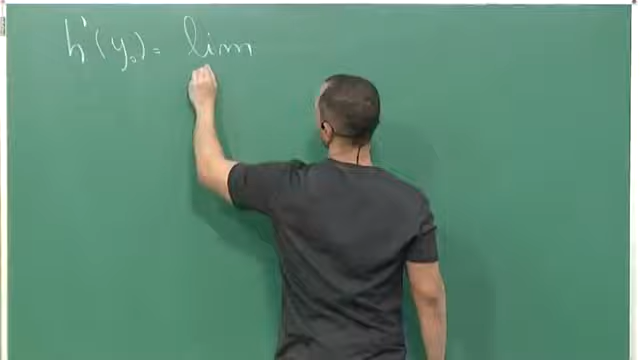 h'(y₀) = lim